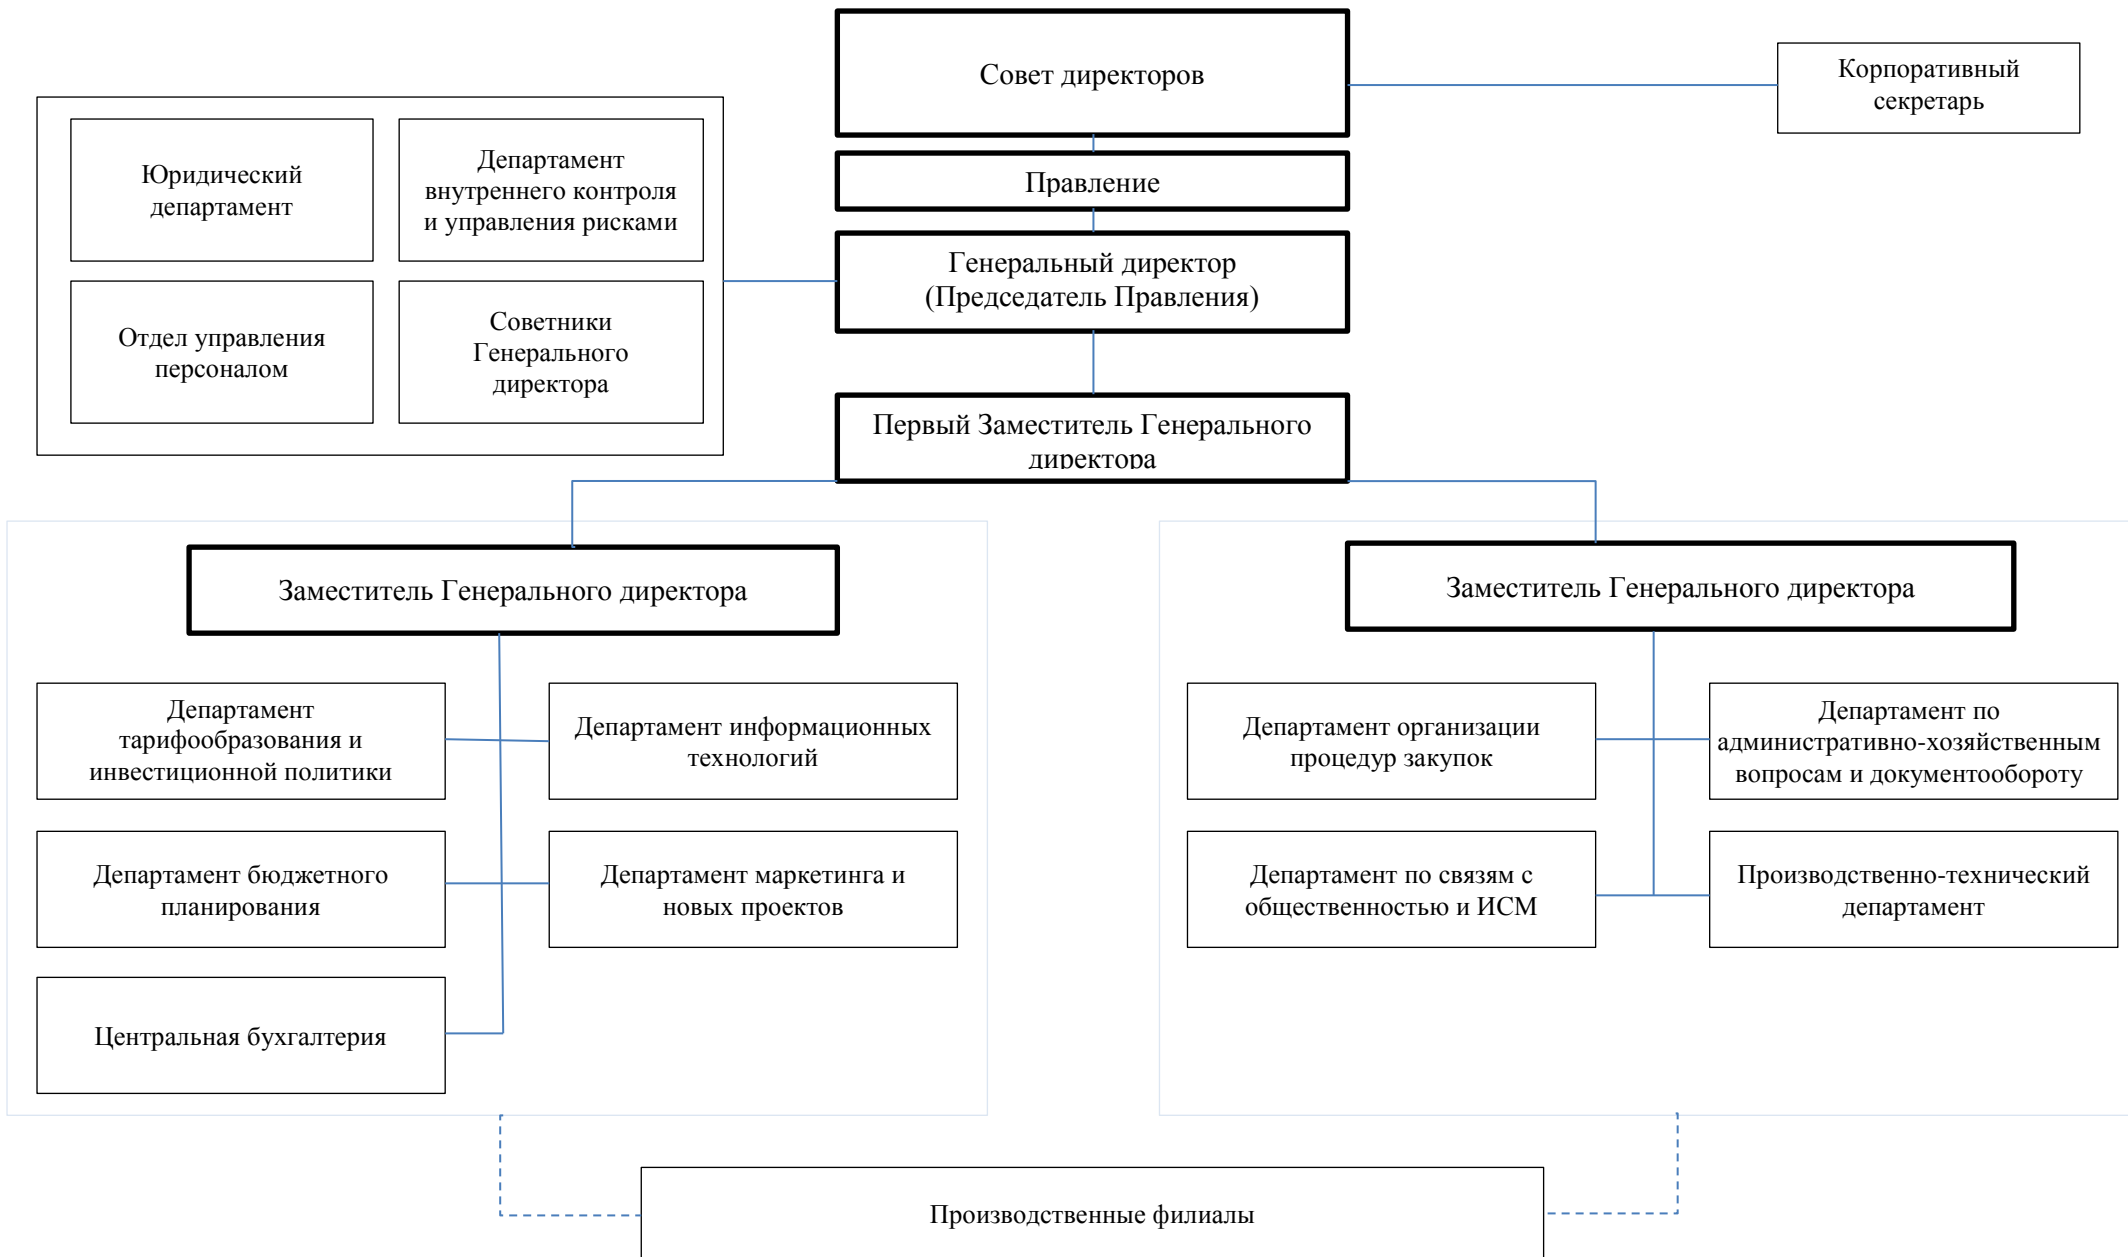 Совет директоров
Корпоративный
секретарь
Юридический
департамент
Департамент
внутреннего контроля
и управления рисками
Правление
Генеральный директор
(Председатель Правления)
Отдел управления
персоналом
Советники
Генерального
директора
Первый Заместитель Генерального
директора
Заместитель Генерального директора
Заместитель Генерального директора
Департамент
тарифообразования и
инвестиционной политики
Департамент информационных
технологий
Департамент организации
процедур закупок
Департамент по
административно-хозяйственным
вопросам и документообороту
Департамент бюджетного
планирования
Департамент маркетинга и
новых проектов
Департамент по связям с
общественностью и ИСМ
Производственно-технический
департамент
Центральная бухгалтерия
Производственные филиалы